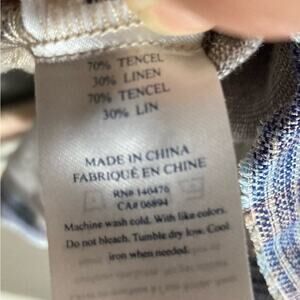 70% TENCEL
30% LINEN
70% TENCEL
30% LIN
MADE IN CHINA
FABRIQUÉ EN CHINE
RN# 140470
CA# 06894
Machine wash cold. With like colors.
Do not bleach. Tumble dry low. Cool
iron when needed.